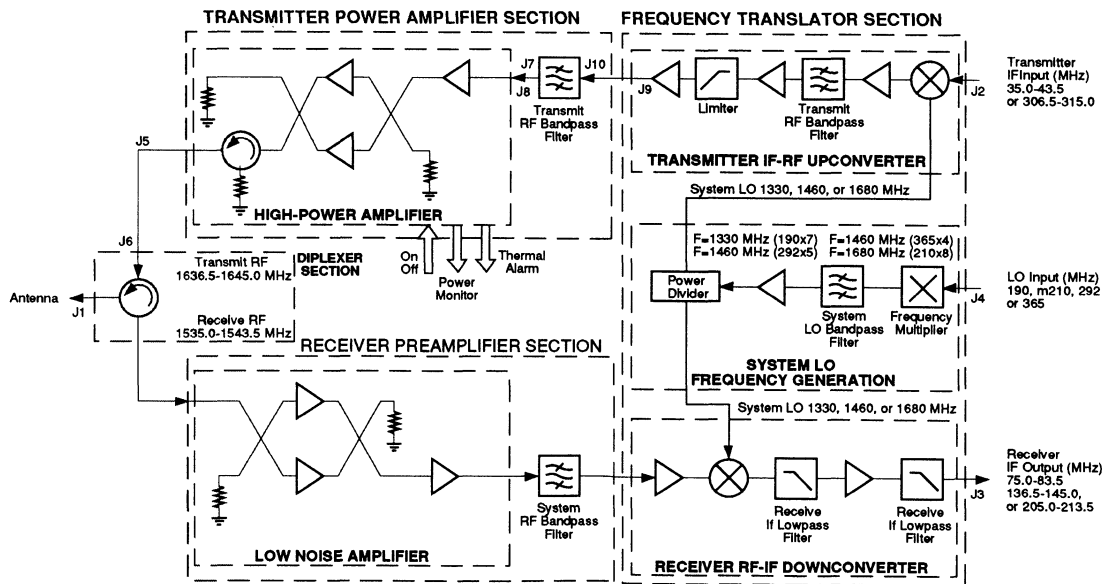 TRANSMITTER POWER AMPLIFIER SECTION
FREQUENCY TRANSLATOR SECTION
J7
J10
J8
J9
J2
Transmit
RF Bandpass
Filter
Limiter
Transmit
RF Bandpass
Filter
Transmitter
IF Input (MHz)
35.0-43.5
or 306.5-315.0
J5
HIGH-POWER AMPLIFIER
TRANSMITTER IF-RF UPCONVERTER
System LO 1330, 1460, or 1680 MHz
J6
DIPLEXER
SECTION
On
Off
Power
Monitor
Thermal
Alarm
Transmit RF
1636.5-1645.0 MHz
Antenna
J1
Receive RF
1535.0-1543.5 MHz
F=1330 MHz (190x7)
F=1460 MHz (365x4)
F=1460 MHz (292x5)
F=1680 MHz (210x8)
Power
Divider
System
LO Bandpass
Filter
Frequency
Multiplier
J4
LO Input (MHz)
190, m210, 292
or 365
SYSTEM LO
FREQUENCY GENERATION
RECEIVER PREAMPLIFIER SECTION
System LO 1330, 1460, or 1680 MHz
System
RF Bandpass
Filter
Receive
If Lowpass
Filter
Receive
If Lowpass
Filter
J3
Receiver
IF Output (MHz)
75.0-83.5
136.5-145.0,
or 205.0-213.5
LOW NOISE AMPLIFIER
RECEIVER RF-IF DOWNCONVERTER